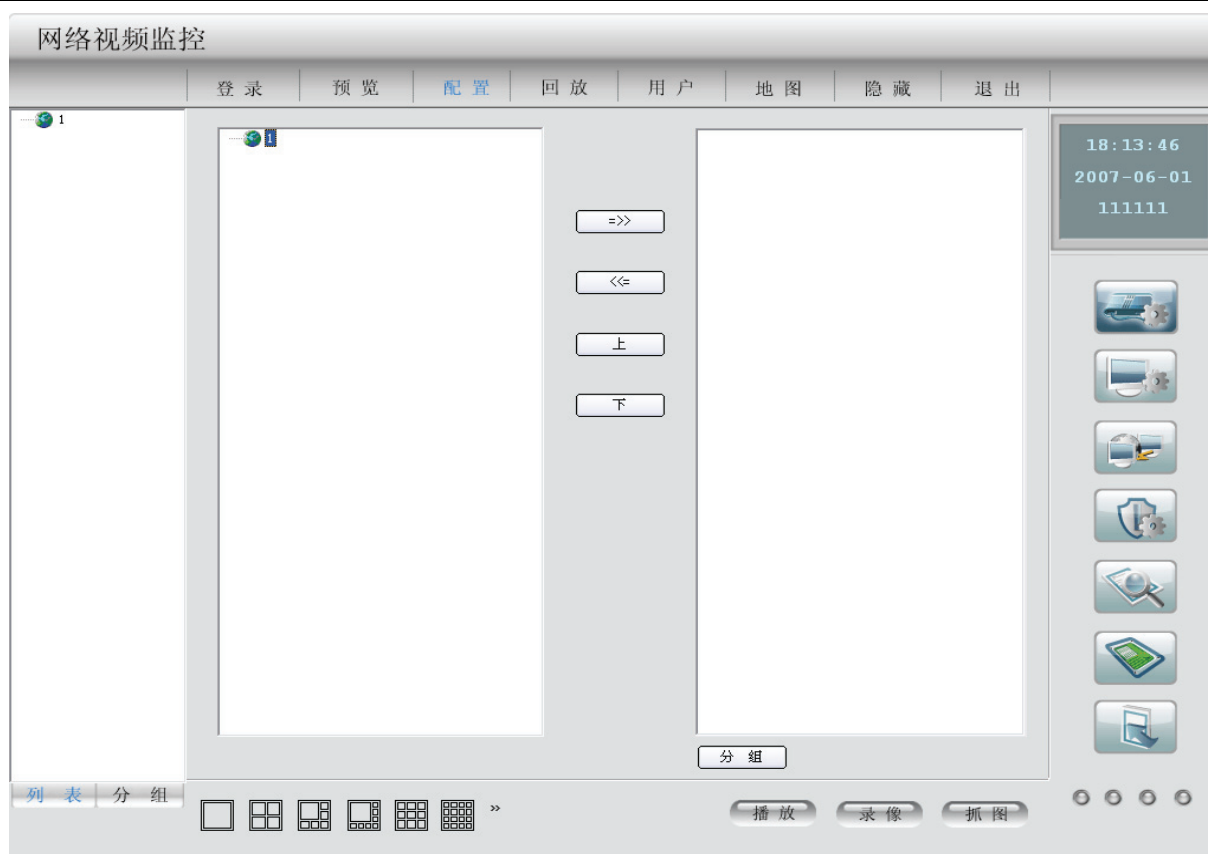 网络视频监控
登录 预览 配置 回放 用户 地图 隐藏 退出
1
1
18:13:46
2007-06-01
111111
=>>
<<=
上
下
分组
列表 分组
»
播放 录像 抓图